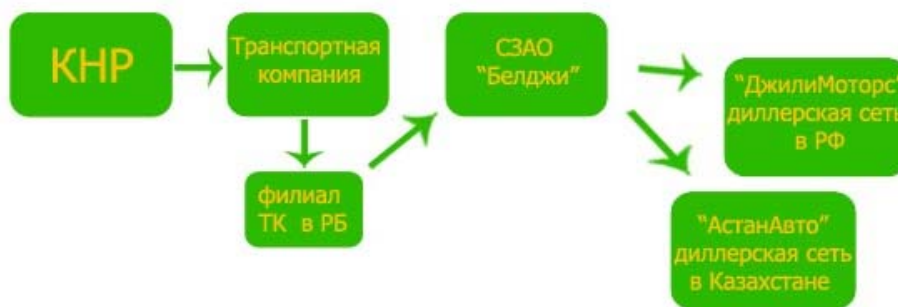 КНР
Транспортная
компания
СЗАО
“Белджи”
“ДжилиМоторс”
диллерская сеть
в РФ
филиал
ТК в РБ
“АстанАвто”
диллерская сеть
в Казахстане